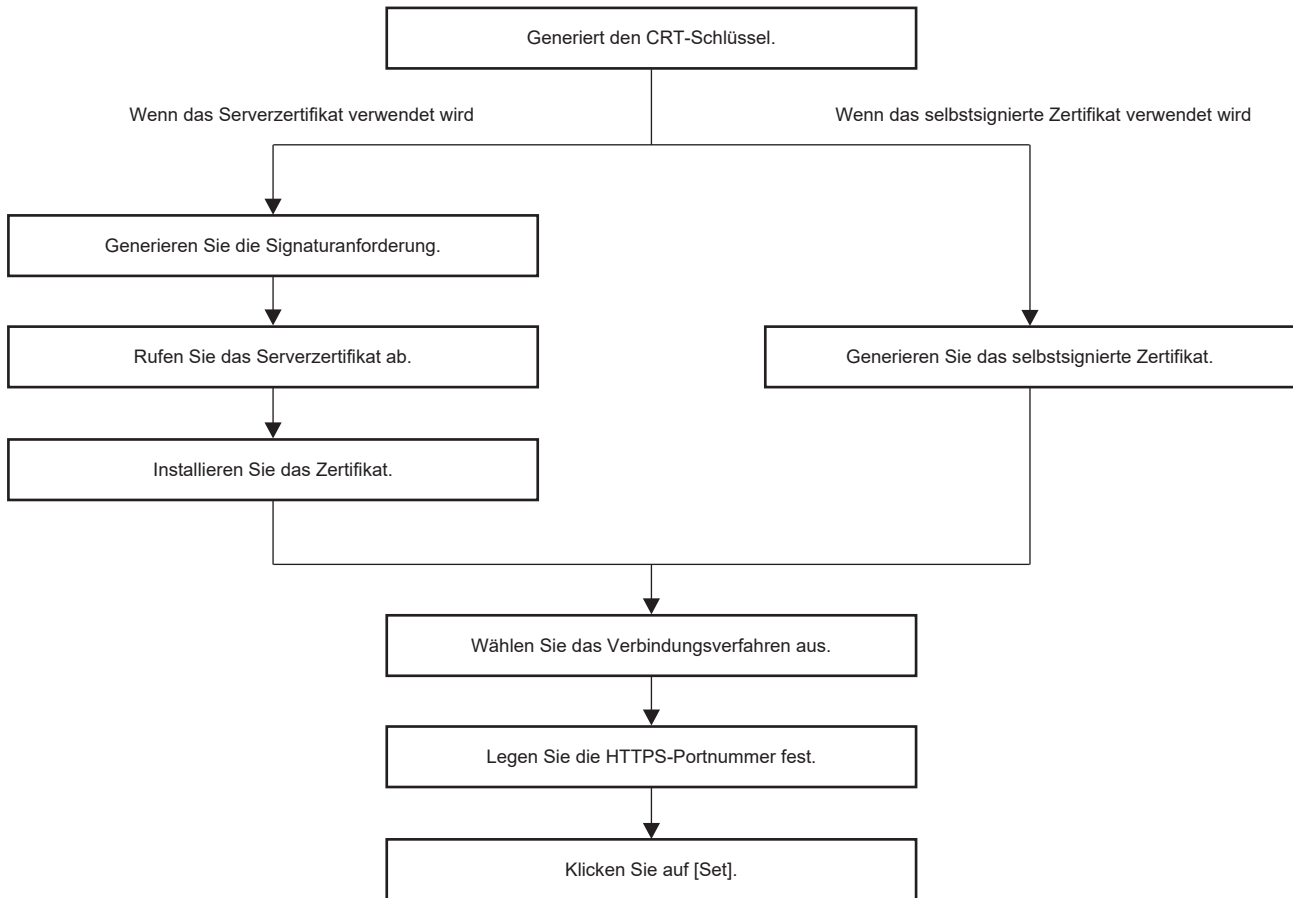 Generiert den CRT-Schlüssel.
Wenn das Serverzertifikat verwendet wird
Wenn das selbstsignierte Zertifikat verwendet wird
Generieren Sie die Signaturanforderung.
Rufen Sie das Serverzertifikat ab.
Generieren Sie das selbstsignierte Zertifikat.
Installieren Sie das Zertifikat.
Wählen Sie das Verbindungsverfahren aus.
Legen Sie die HTTPS-Portnummer fest.
Klicken Sie auf [Set].